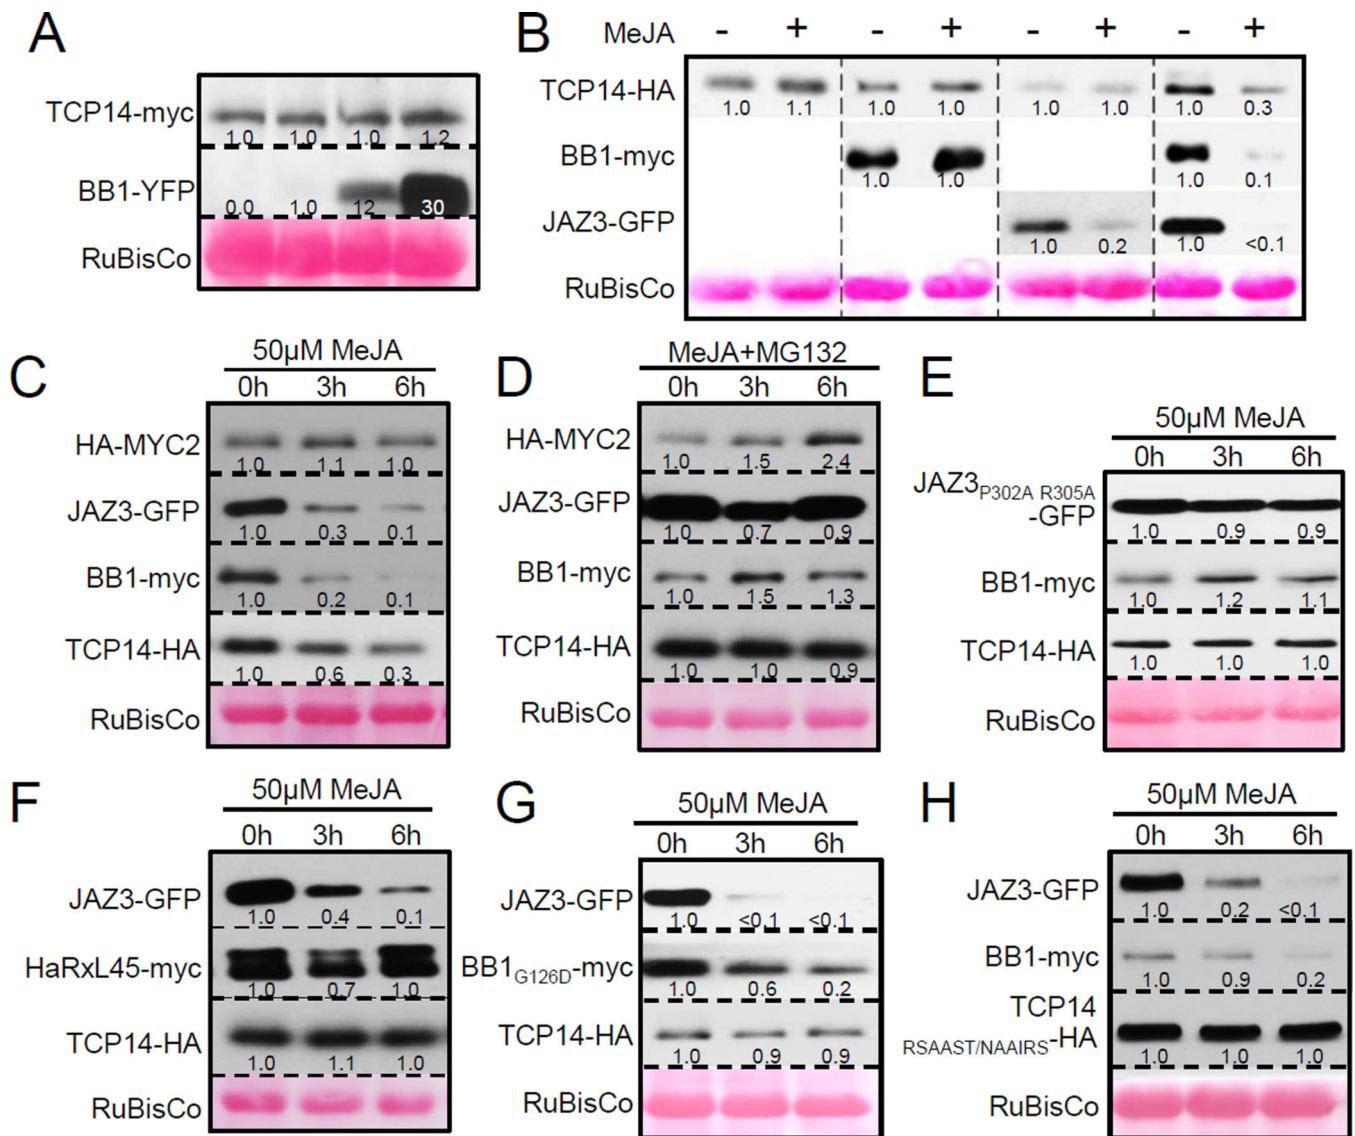 A
TCP14-myc
1.0 1.0 1.0 1.2
BB1-YFP
0.0 1.0 12 30
RuBisCo
B
MeJA - + - + - + - +
TCP14-HA
1.0 1.1 1.0 1.0 1.0 1.0 1.0 0.3
BB1-myc
1.0 1.0 1.0 0.1
JAZ3-GFP
1.0 0.2 1.0 <0.1
RuBisCo
C
50µM MeJA
0h 3h 6h
HA-MYC2
1.0 1.1 1.0
JAZ3-GFP
1.0 0.3 0.1
BB1-myc
1.0 0.2 0.1
TCP14-HA
1.0 0.6 0.3
RuBisCo
D
MeJA+MG132
0h 3h 6h
HA-MYC2
1.0 1.5 2.4
JAZ3-GFP
1.0 0.7 0.9
BB1-myc
1.0 1.5 1.3
TCP14-HA
1.0 1.0 0.9
RuBisCo
E
50µM MeJA
0h 3h 6h
JAZ3P302A R305A
-GFP
1.0 0.9 0.9
BB1-myc
1.0 1.2 1.1
TCP14-HA
1.0 1.0 1.0
RuBisCo
F
50µM MeJA
0h 3h 6h
JAZ3-GFP
1.0 0.4 0.1
HaRxL45-myc
1.0 0.7 1.0
TCP14-HA
1.0 1.1 1.0
RuBisCo
G
50µM MeJA
0h 3h 6h
JAZ3-GFP
1.0 <0.1 <0.1
BB1G126D-myc
1.0 0.6 0.2
TCP14-HA
1.0 0.9 0.9
RuBisCo
H
50µM MeJA
0h 3h 6h
JAZ3-GFP
1.0 0.2 <0.1
BB1-myc
1.0 0.9 0.2
TCP14
RSAAST/NAAIRS-HA
1.0 1.0 1.0
RuBisCo